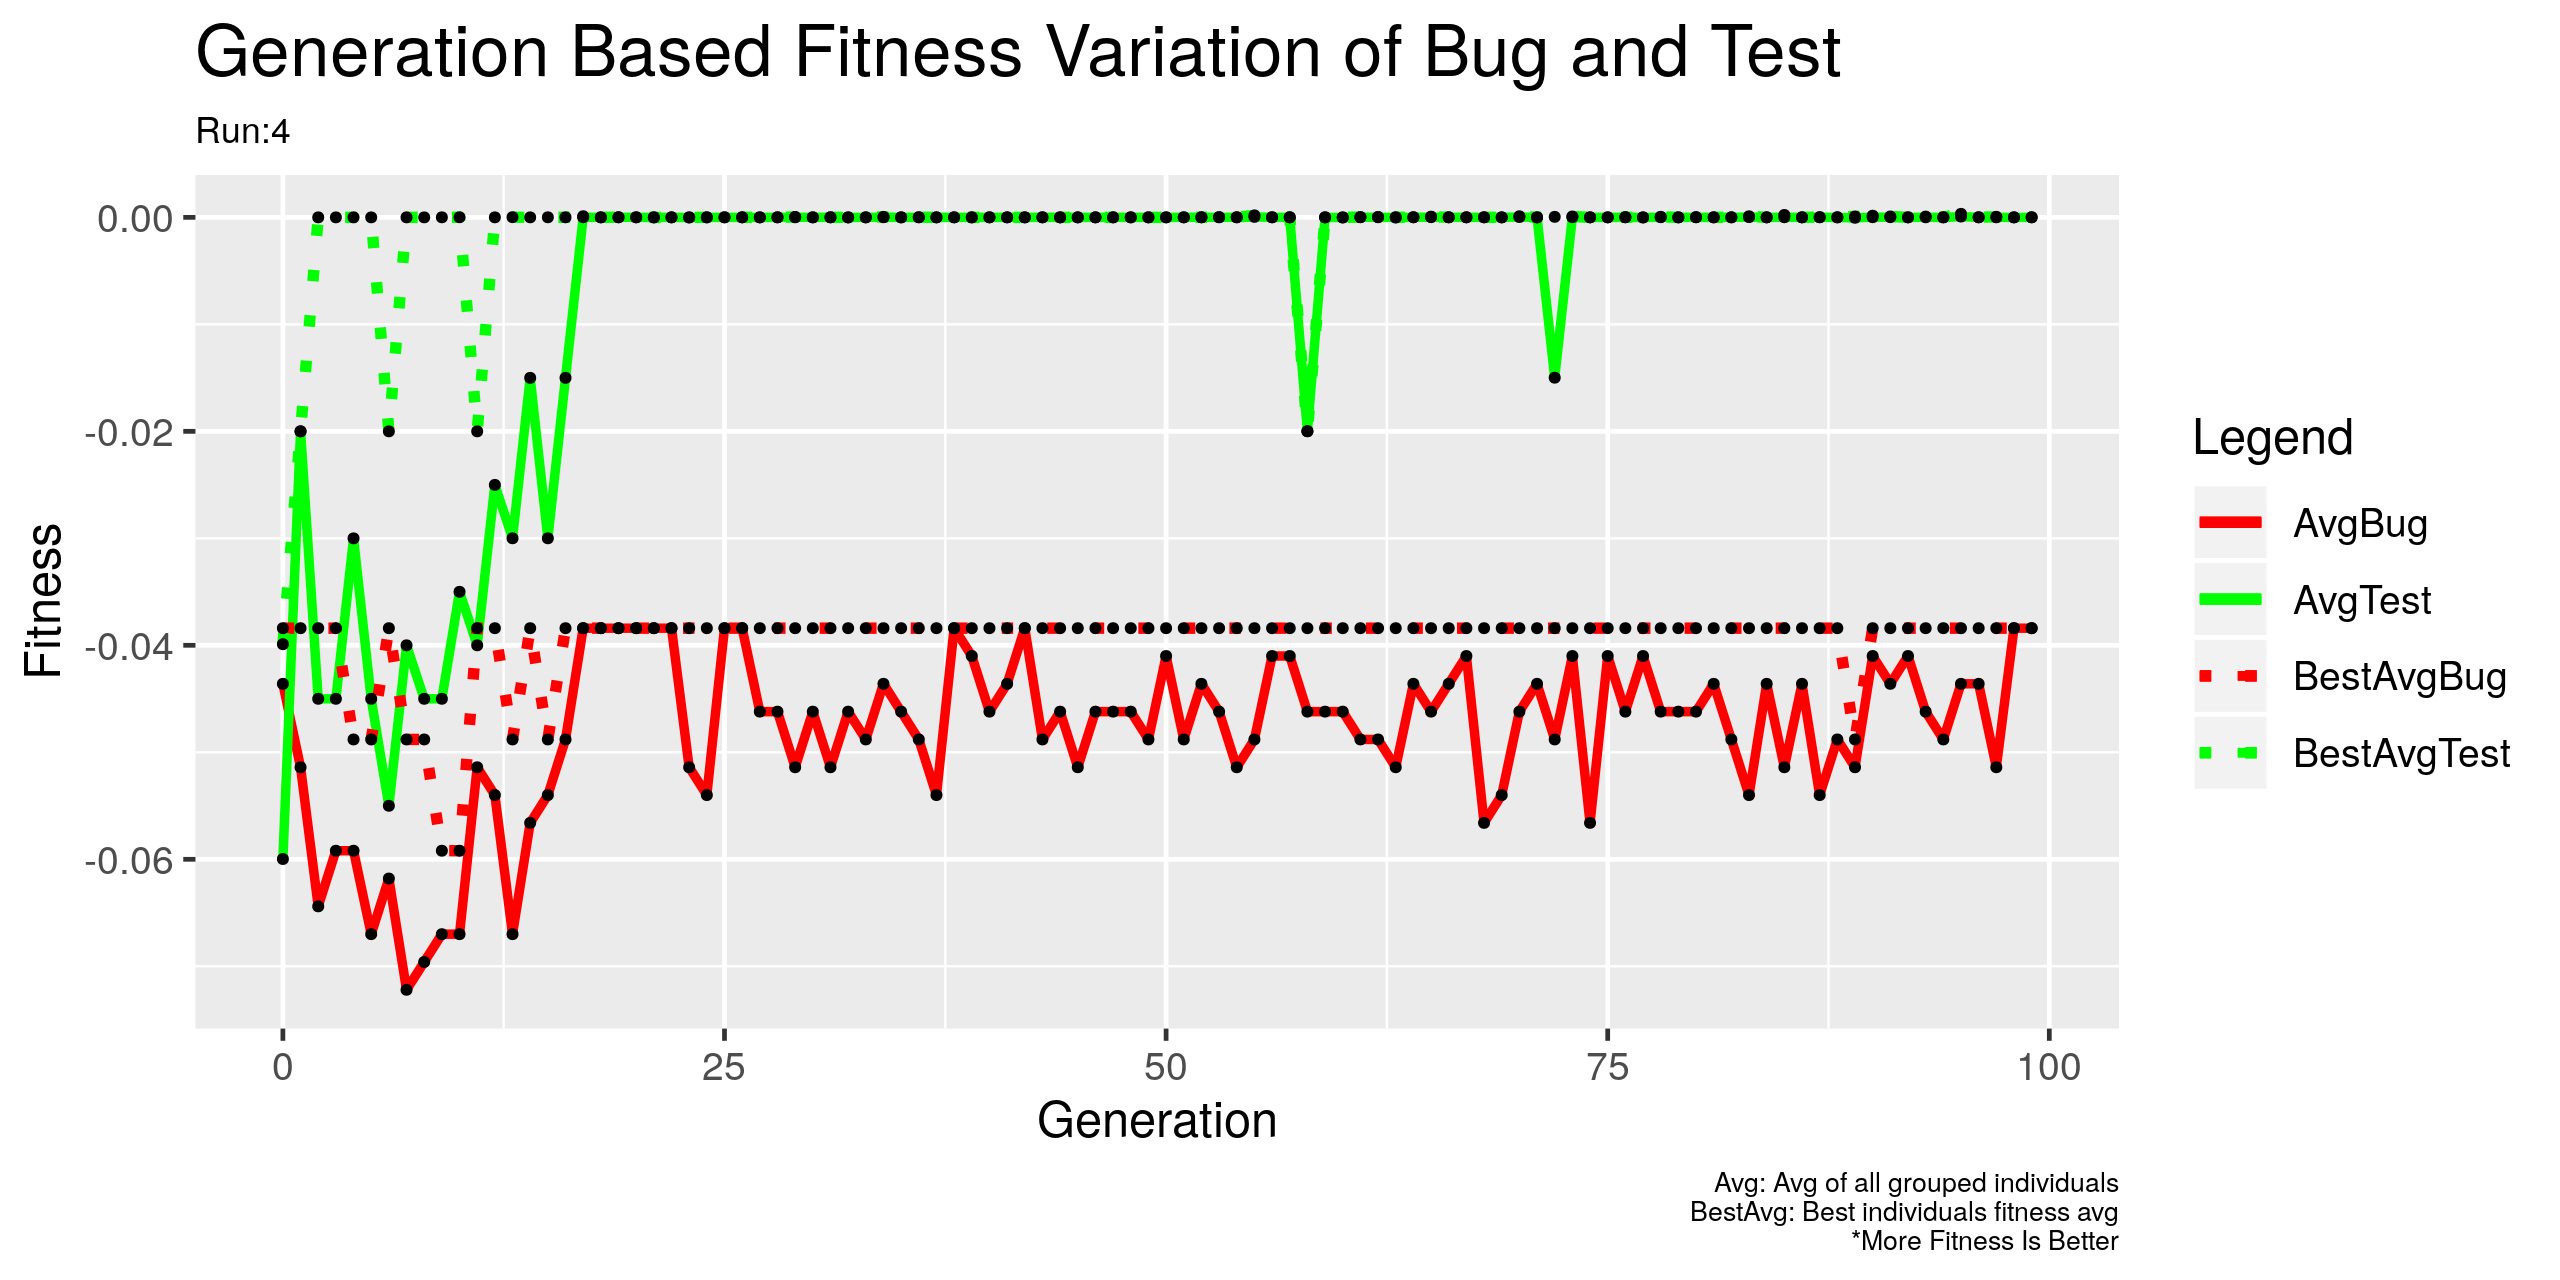 Generation Based Fitness Variation of Bug and Test
Run:4
Fitness
0.00
-0.02
-0.04
-0.06
0
25
50
75
100
Generation
Legend
AvgBug
AvgTest
BestAvgBug
BestAvgTest
Avg: Avg of all grouped individuals
BestAvg: Best individuals fitness avg
*More Fitness Is Better